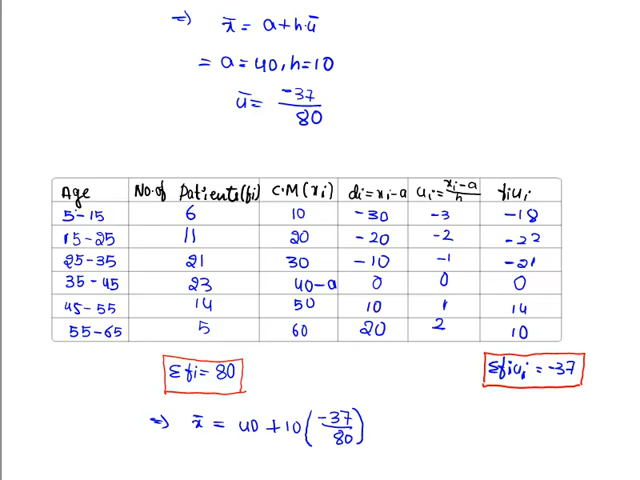 => x̄ = a+h·ū
= a = 40, h = 10
ū = -37/80
Age No. of Patients(fi) C.M(xi) di = xi-a ui = xi-a/h fiui
5-15 6 10 -30 -3 -18
15-25 11 20 -20 -2 -22
25-35 21 30 -10 -1 -21
35-45 23 40-a 0 0 0
45-55 14 50 10 1 14
55-65 5 60 20 2 10
Σfi = 80 Σfiui = -37
=> x̄ = 40 + 10(-37/80)